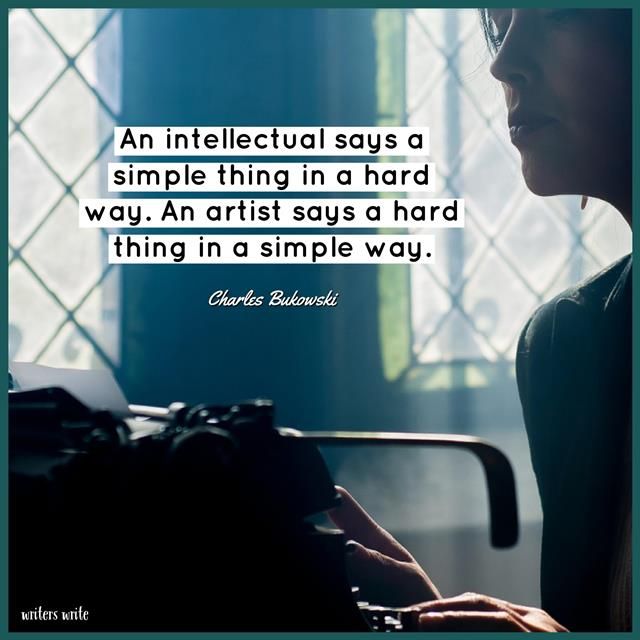 An intellectual says a
simple thing in a hard
way. An artist says a hard
thing in a simple way.
Charles Bukowski
writers write